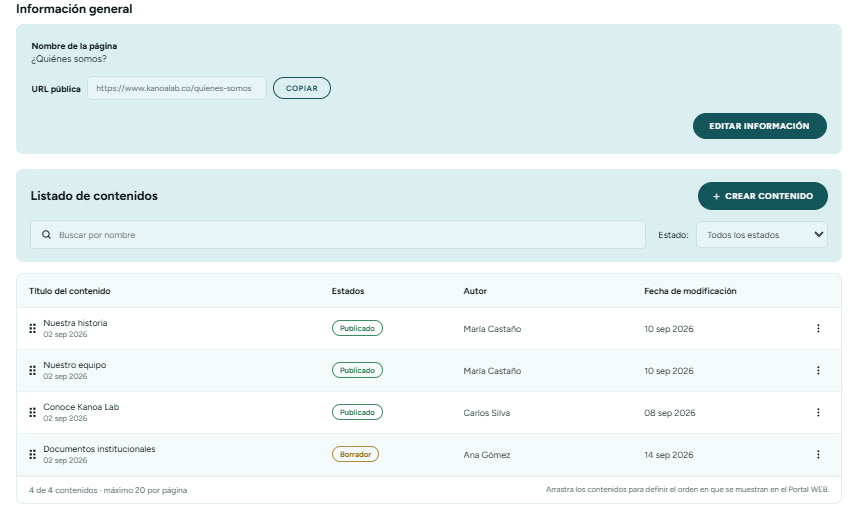 Información general
Nombre de la página
¿Quiénes somos?
URL pública https://www.kanoalab.co/quienes-somos COPIAR
EDITAR INFORMACIÓN
Listado de contenidos + CREAR CONTENIDO
Buscar por nombre Estado: Todos los estados
Título del contenido Estados Autor Fecha de modificación
Nuestra historia Publicado María Castaño 10 sep 2026
02 sep 2026
Nuestro equipo Publicado María Castaño 10 sep 2026
02 sep 2026
Conoce Kanoa Lab Publicado Carlos Silva 08 sep 2026
02 sep 2026
Documentos institucionales Borrador Ana Gómez 14 sep 2026
02 sep 2026
4 de 4 contenidos · máximo 20 por página Arrastra los contenidos para definir el orden en que se muestran en el Portal WEB.